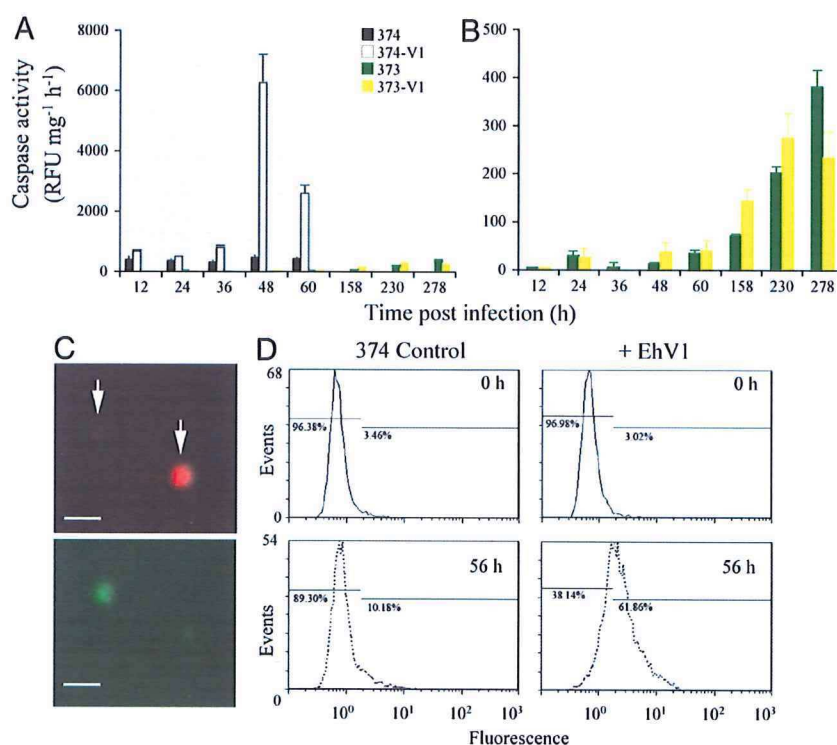 A
B
8000
6000
4000
2000
0
Caspase activity
(RFU mg⁻¹ h⁻¹)
374
374-V1
373
373-V1
12 24 36 48 60 158 230 278
500
400
300
200
100
0
12 24 36 48 60 158 230 278
Time post infection (h)
C
D
374 Control
+ EhV1
68
0 h
96.38%
3.46%
Events
0
0 h
96.98%
3.02%
54
56 h
89.30%
10.18%
Events
0
56 h
38.14%
61.86%
10⁰ 10¹ 10² 10³
10⁰ 10¹ 10² 10³
Fluorescence